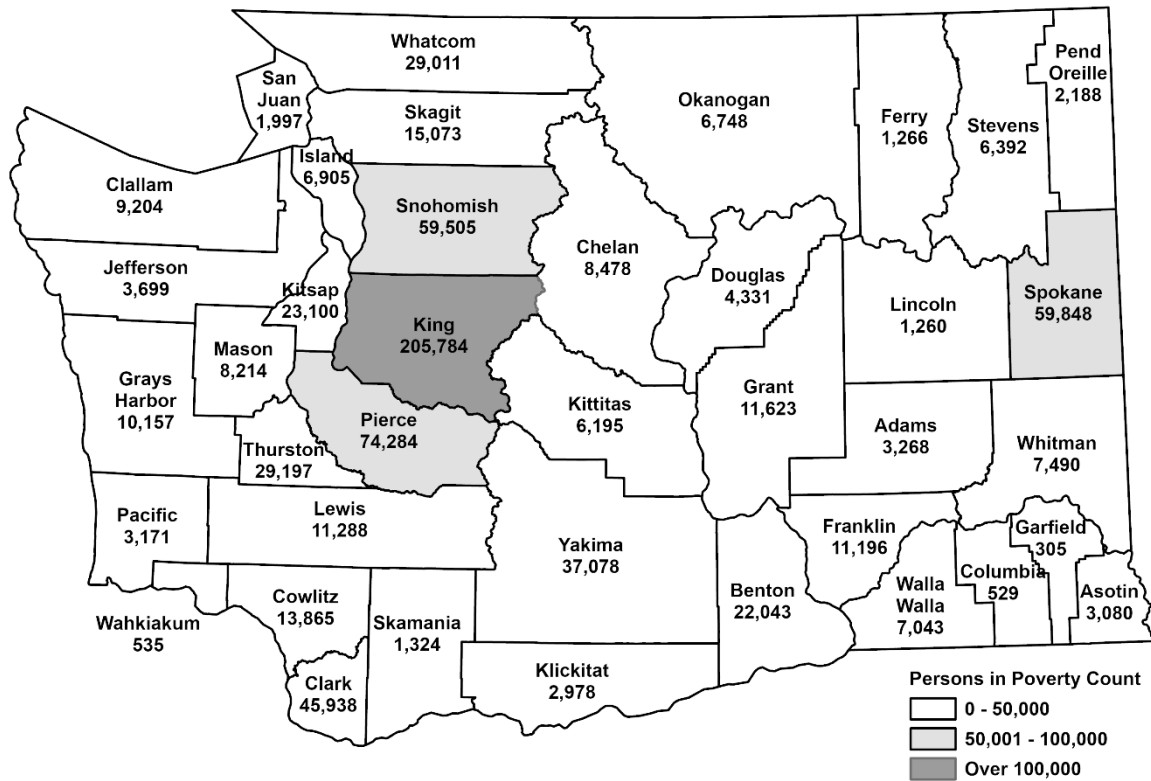 Whatcom
29,011
San
Juan
1,997
Skagit
15,073
Okanogan
6,748
Ferry
1,266
Stevens
6,392
Pend
Oreille
2,188
Island
6,905
Clallam
9,204
Snohomish
59,505
Chelan
8,478
Douglas
4,331
Jefferson
3,699
Kitsap
23,100
King
205,784
Lincoln
1,260
Spokane
59,848
Mason
8,214
Grays
Harbor
10,157
Pierce
74,284
Kittitas
6,195
Grant
11,623
Adams
3,268
Whitman
7,490
Thurston
29,197
Pacific
3,171
Lewis
11,288
Yakima
37,078
Franklin
11,196
Garfield
305
Columbia
529
Benton
22,043
Walla
Walla
7,043
Asotin
3,080
Wahkiakum
535
Cowlitz
13,865
Skamania
1,324
Clark
45,938
Klickitat
2,978
Persons in Poverty Count
0 - 50,000
50,001 - 100,000
Over 100,000